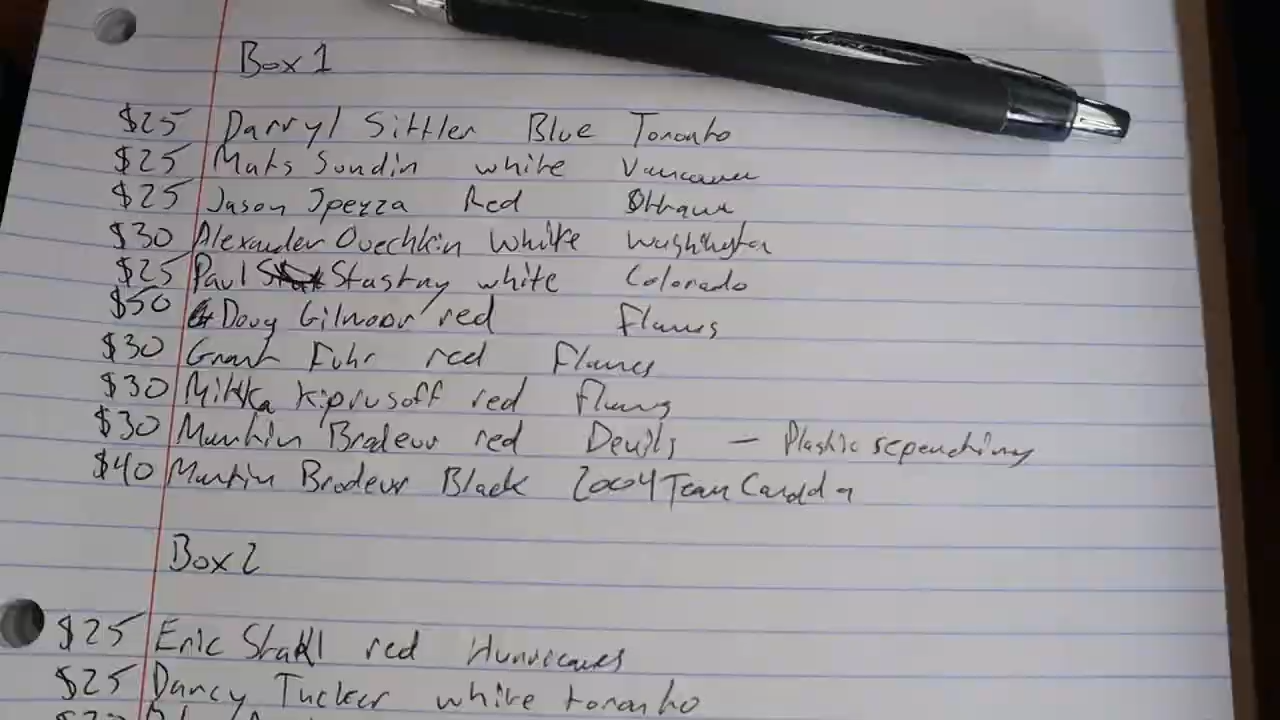 Box 1
$25 Darryl Sittler Blue Toronto
$25 Mats Sundin white Vancouver
$25 Jason Spezza Red Ottawa
$30 Alexander Ovechkin White Washington
$25 Paul Stastny white Colorado
$50 Doug Gilmour red Flames
$30 Grant Fuhr red Flames
$30 Mikka Kiprusoff red Flames
$30 Martin Brodeur red Devils - Plastic seperating
$40 Martin Brodeur Black 2004 Team Canada
Box 2
$25 Eric Staal red Hurricanes
$25 Darcy Tucker white toronto